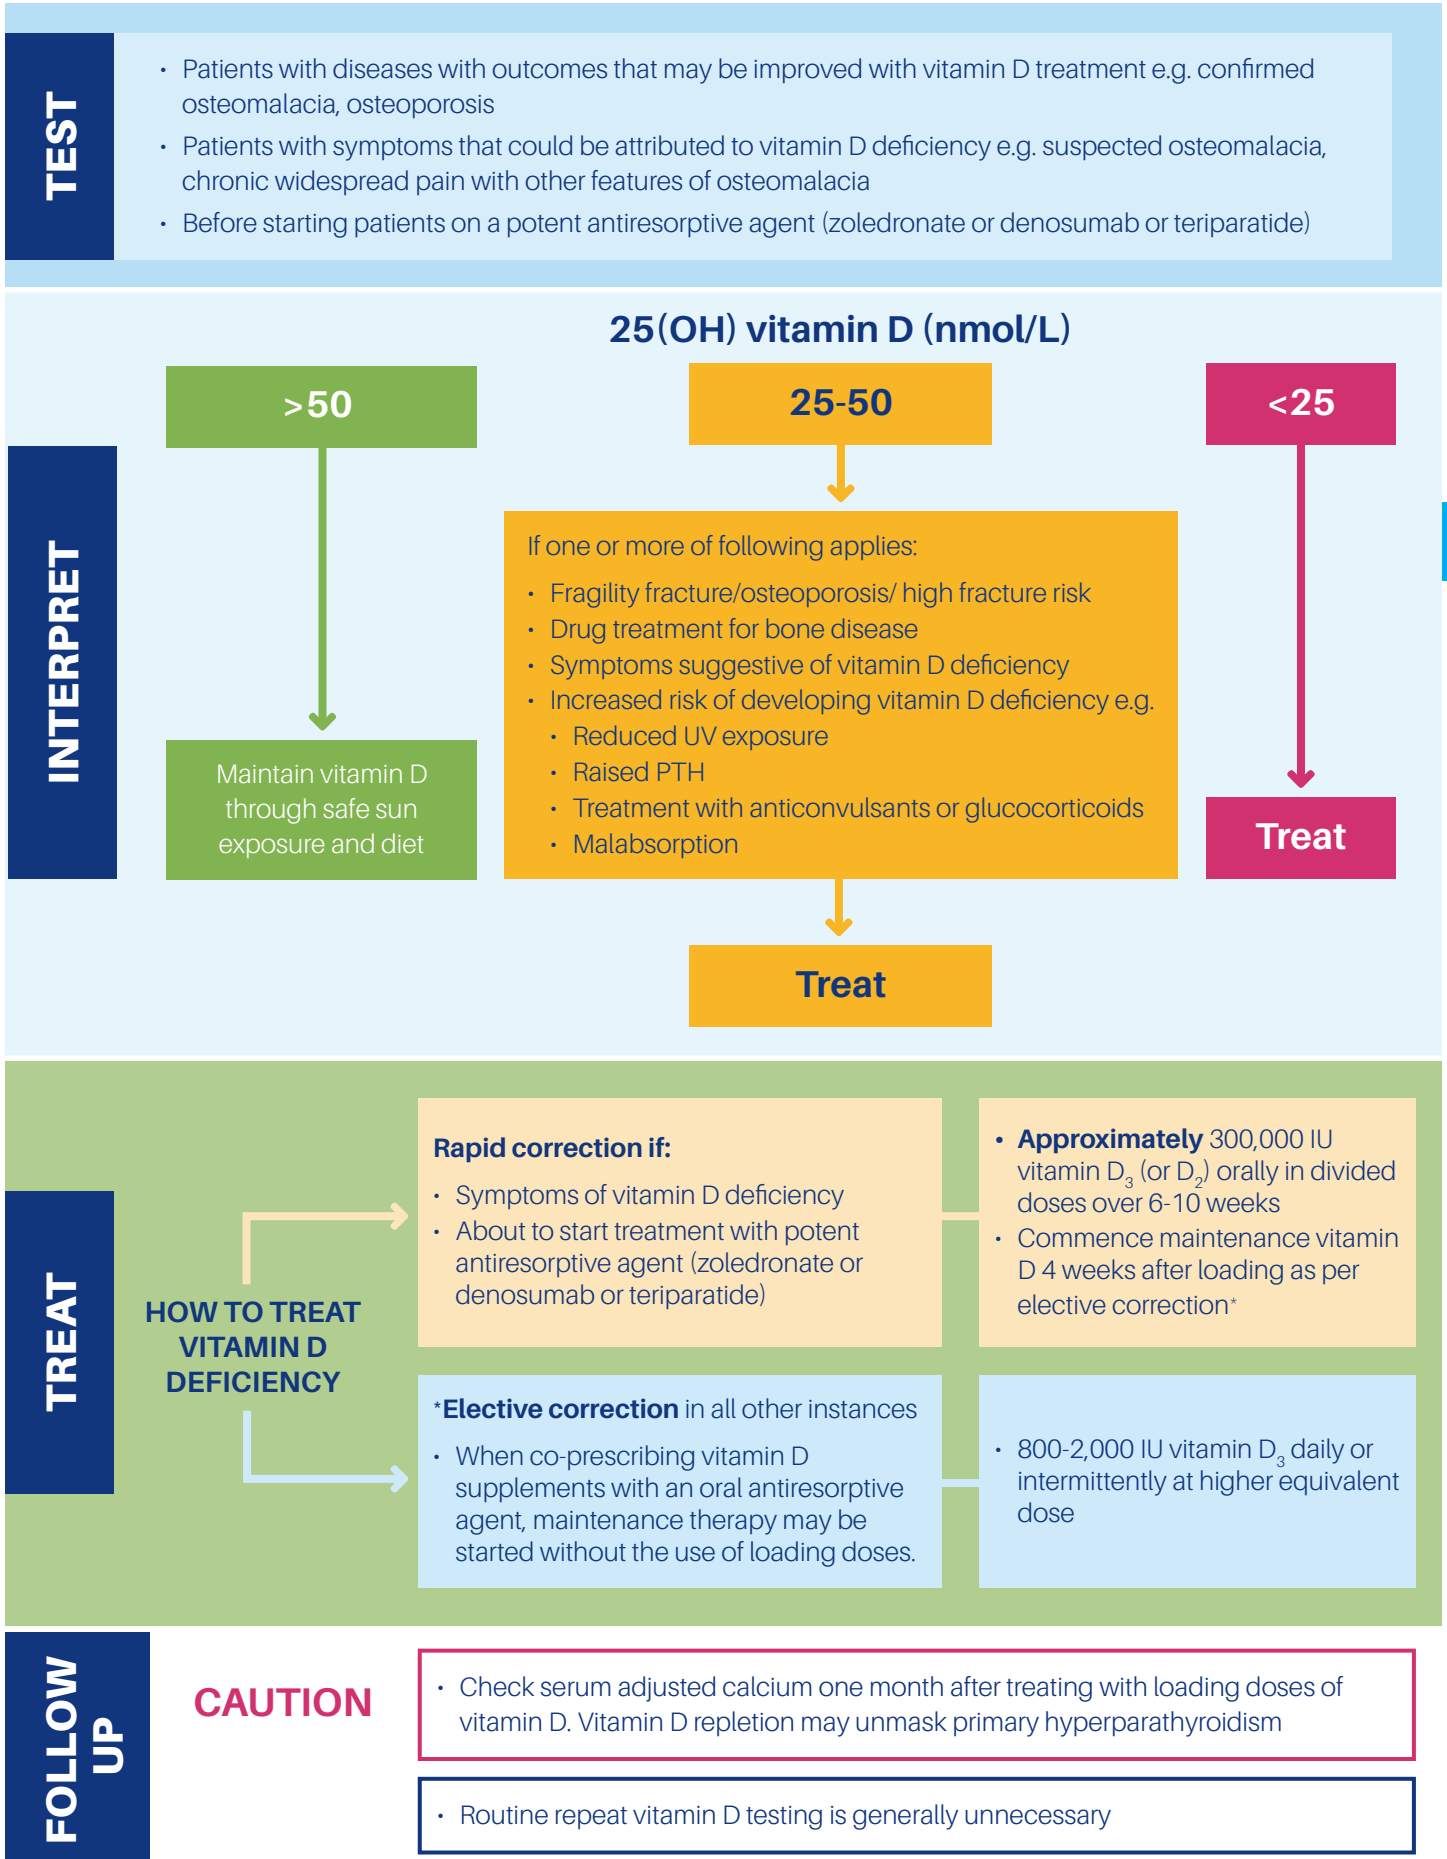 TEST
• Patients with diseases with outcomes that may be improved with vitamin D treatment e.g. confirmed
osteomalacia, osteoporosis
• Patients with symptoms that could be attributed to vitamin D deficiency e.g. suspected osteomalacia,
chronic widespread pain with other features of osteomalacia
• Before starting patients on a potent antiresorptive agent (zoledronate or denosumab or teriparatide)
INTERPRET
25(OH) vitamin D (nmol/L)
>50
Maintain vitamin D
through safe sun
exposure and diet
25-50
If one or more of following applies:
• Fragility fracture/osteoporosis/ high fracture risk
• Drug treatment for bone disease
• Symptoms suggestive of vitamin D deficiency
• Increased risk of developing vitamin D deficiency e.g.
• Reduced UV exposure
• Raised PTH
• Treatment with anticonvulsants or glucocorticoids
• Malabsorption
Treat
<25
Treat
TREAT
HOW TO TREAT
VITAMIN D
DEFICIENCY
Rapid correction if:
• Symptoms of vitamin D deficiency
• About to start treatment with potent
antiresorptive agent (zoledronate or
denosumab or teriparatide)
• Approximately 300,000 IU
vitamin D₃ (or D₂) orally in divided
doses over 6-10 weeks
• Commence maintenance vitamin
D 4 weeks after loading as per
elective correction*
*Elective correction in all other instances
• When co-prescribing vitamin D
supplements with an oral antiresorptive
agent, maintenance therapy may be
started without the use of loading doses.
• 800-2,000 IU vitamin D₃ daily or
intermittently at higher equivalent
dose
FOLLOW
UP
CAUTION
• Check serum adjusted calcium one month after treating with loading doses of
vitamin D. Vitamin D repletion may unmask primary hyperparathyroidism
• Routine repeat vitamin D testing is generally unnecessary